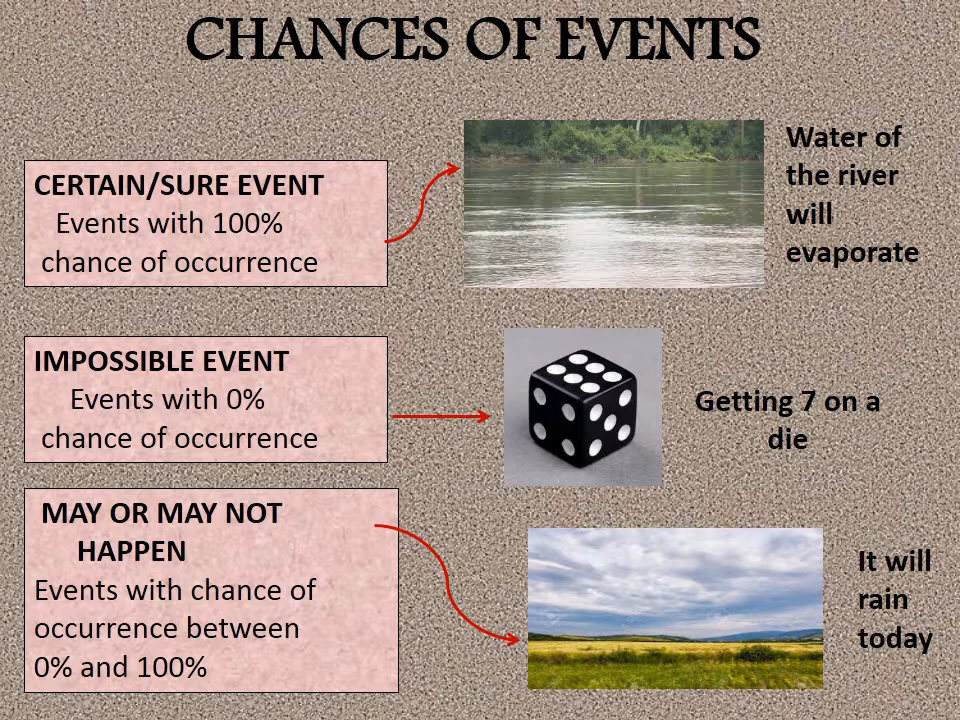 CHANCES OF EVENTS
CERTAIN/SURE EVENT
Events with 100%
chance of occurrence
Water of
the river
will
evaporate
IMPOSSIBLE EVENT
Events with 0%
chance of occurrence
Getting 7 on a
die
MAY OR MAY NOT
HAPPEN
Events with chance of
occurrence between
0% and 100%
It will
rain
today